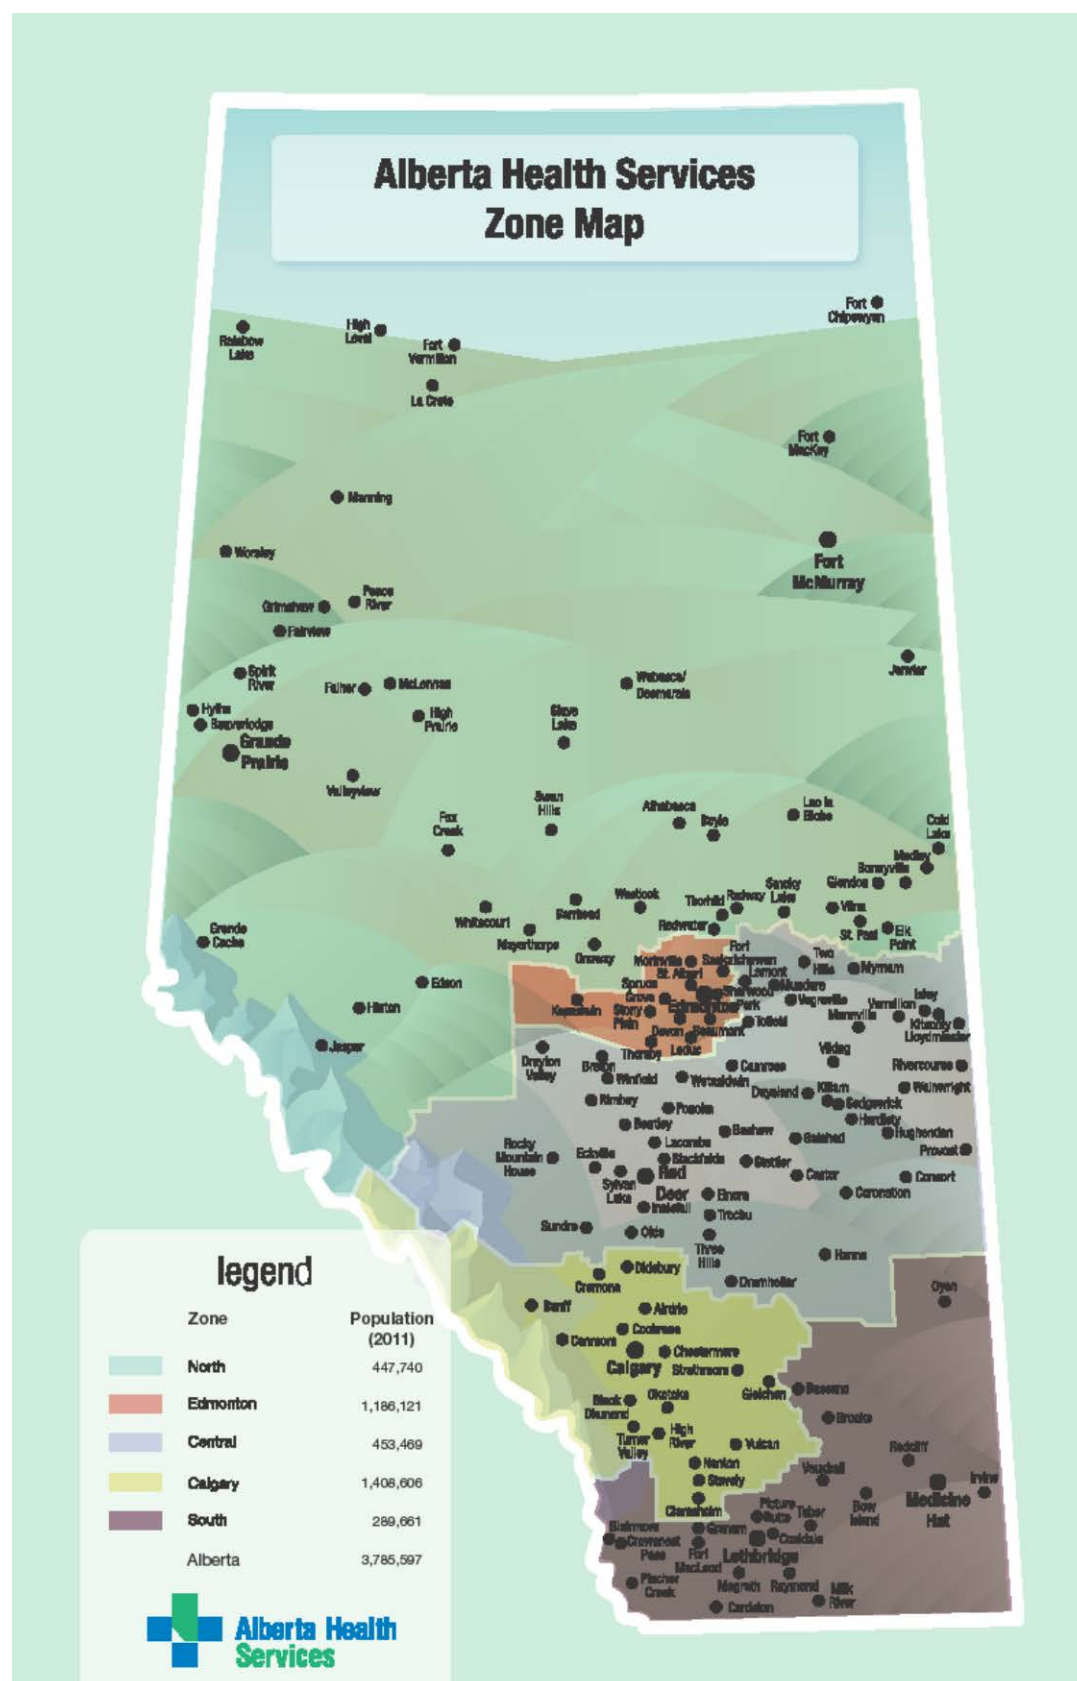 Alberta Health Services
Zone Map
Fort
Chipewyan
Rainbow
Lake
High
Level
Fort
Vermilion
La Crete
Fort
MacKay
Manning
Worsley
Fort
McMurray
Peace
River
Grimshaw
Fairview
Spirit
River
Falher
McLennan
Wabasca/
Desmarais
Janvier
Hythe
Beaverlodge
High
Prairie
Slave
Lake
Grande
Prairie
Valleyview
Swan
Hills
Athabasca
Boyle
Lac la
Biche
Fox
Creek
Cold
Lake
Medley
Bonnyville
Glendon
Westlock
Thorhild
Radway
Smoky
Lake
Whitecourt
Barrhead
Vilna
Redwater
St. Paul
Elk
Point
Grande
Cache
Mayerthorpe
Onoway
Morinville
Fort
Saskatchewan
Two
Hills
Myrnam
St. Albert
Lamont
Mundare
Edson
Spruce
Grove
Sherwood
Park
Vegreville
Hinton
Stony
Plain
Edmonton
Tofield
Mannville
Vermilion
Islay
Kitscoty
Lloydminster
Devon
Beaumont
Jasper
Thorsby
Leduc
Drayton
Valley
Breton
Winfield
Wetaskiwin
Camrose
Viking
Rivercourse
Daysland
Killam
Wainwright
Rimbey
Ponoka
Sedgewick
Bentley
Hardisty
Bashaw
Hughenden
Rocky
Mountain
House
Eckville
Lacombe
Blackfalds
Galahad
Provost
Stettler
Sylvan
Lake
Red
Deer
Castor
Consort
Elnora
Coronation
Innisfail
Trochu
Sundre
Olds
Three
Hills
Hanna
Cremona
Didsbury
Drumheller
Oyen
Banff
Airdrie
Cochrane
Canmore
Chestermere
Calgary
Strathmore
Black
Diamond
Okotoks
Gleichen
Bassano
Turner
Valley
High
River
Vulcan
Brooks
Nanton
Redcliff
Stavely
Vauxhall
Irvine
Medicine
Hat
Claresholm
Picture
Butte
Taber
Bow
Island
Blairmore
Crowsnest
Pass
Granum
Coaldale
Fort
MacLeod
Lethbridge
Pincher
Creek
Magrath
Raymond
Milk
River
Cardston
legend
Zone Population
(2011)
North 447,740
Edmonton 1,186,121
Central 453,469
Calgary 1,408,606
South 289,661
Alberta 3,785,597
Alberta Health
Services